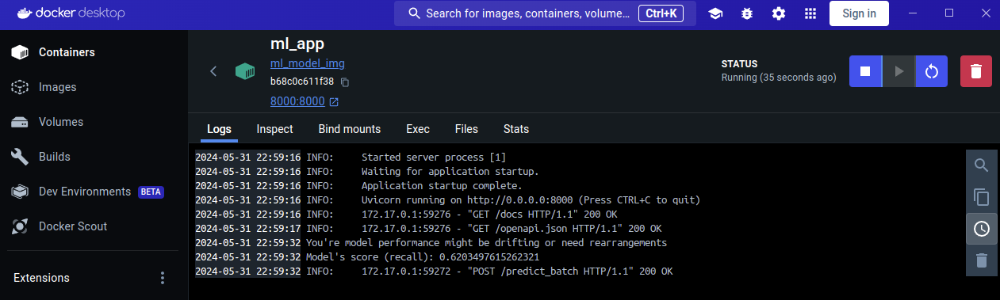 docker desktop
Search for images, containers, volume... Ctrl+K
Sign in
Containers
Images
Volumes
Builds
Dev Environments BETA
Docker Scout
Extensions
ml_app
ml_model_img
b68c0c611f38
8000:8000
STATUS
Running (35 seconds ago)
Logs Inspect Bind mounts Exec Files Stats
2024-05-31 22:59:16 INFO: Started server process [1]
2024-05-31 22:59:16 INFO: Waiting for application startup.
2024-05-31 22:59:16 INFO: Application startup complete.
2024-05-31 22:59:16 INFO: Uvicorn running on http://0.0.0.0:8000 (Press CTRL+C to quit)
2024-05-31 22:59:16 INFO: 172.17.0.1:59276 - "GET /docs HTTP/1.1" 200 OK
2024-05-31 22:59:17 INFO: 172.17.0.1:59276 - "GET /openapi.json HTTP/1.1" 200 OK
2024-05-31 22:59:32 You're model performance might be drifting or need rearrangements
2024-05-31 22:59:32 Model's score (recall): 0.6203497615262321
2024-05-31 22:59:32 INFO: 172.17.0.1:59272 - "POST /predict_batch HTTP/1.1" 200 OK